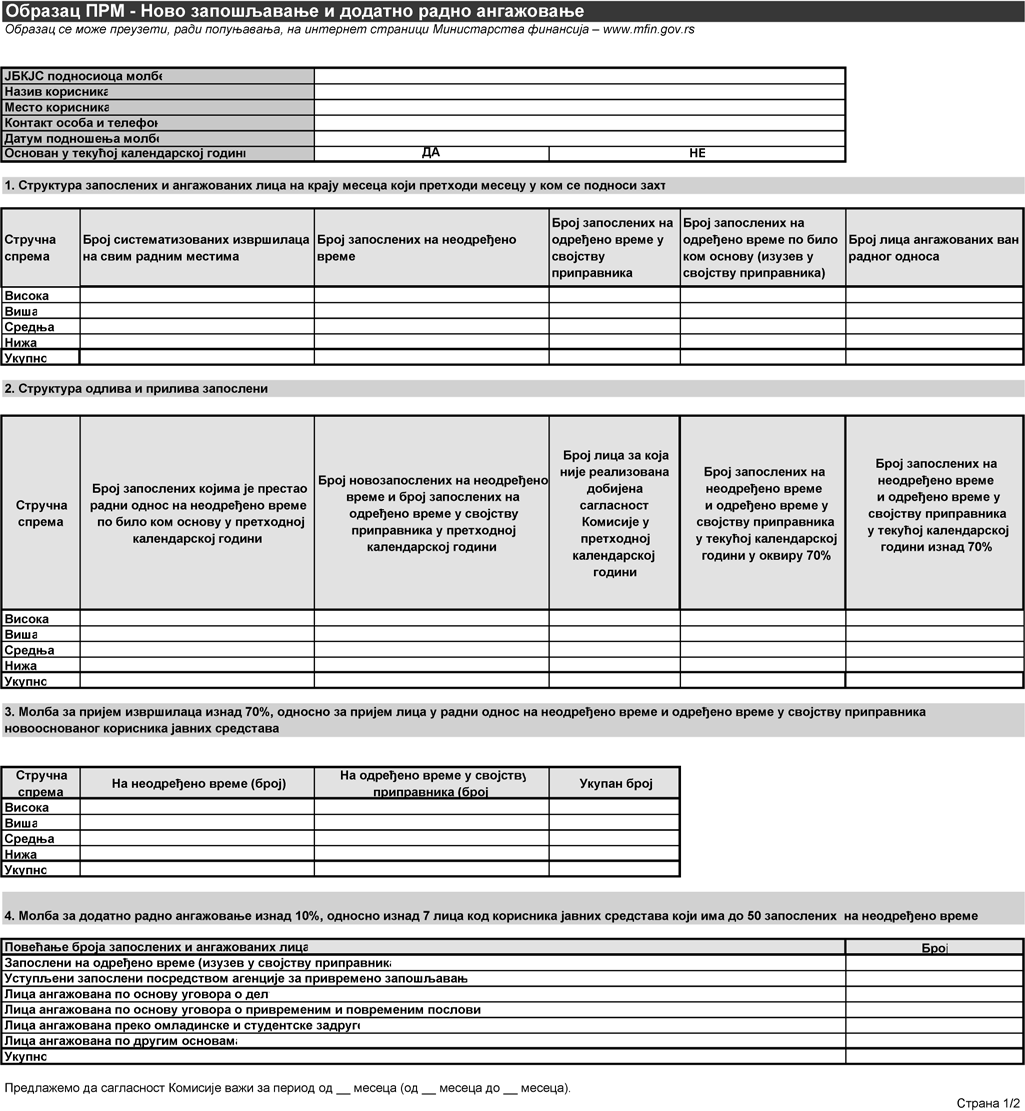 Образац ПРМ - Ново запошљавање и додатно радно ангажовање
Образац се може преузети, ради попуњавања, на интернет страници Министарства финансија – www.mfin.gov.rs
ЈБКЈС подносиоца молбе
Назив корисника
Место корисника
Контакт особа и телефон
Датум подношења молбе
Основан у текућој календарској години
ДА
НЕ
1. Структура запослених и ангажованих лица на крају месеца који претходи месецу у ком се подноси захт
Стручна
спрема
Број систематизованих извршилаца
на свим радним местима
Број запослених на неодређено
време
Број запослених на
одређено време у
својству
приправника
Број запослених на
одређено време по било
ком основу (изузев у
својству приправника)
Број лица ангажованих ван
радног односа
Висока
Виша
Средња
Нижа
Укупно
2. Структура одлива и прилива запослени
Стручна
спрема
Број запослених којима је престао
радни однос на неодређено време
по било ком основу у претходној
календарској години
Број новозапослених на неодређено
време и број запослених на
одређено време у својству
приправника у претходној
календарској години
Број лица за која
није реализована
добијена
сагласност
Комисије у
претходној
календарској
години
Број запослених на
неодређено време
и одређено време у
својству приправника
у текућој календарској
години у оквиру 70%
Број запослених на
неодређено време
и одређено време у
својству приправника
у текућој календарској
години изнад 70%
Висока
Виша
Средња
Нижа
Укупно
3. Молба за пријем извршилаца изнад 70%, односно за пријем лица у радни однос на неодређено време и одређено време у својству приправника
новооснованог корисника јавних средстава
Стручна
спрема
На неодређено време (број)
На одређено време у својству
приправника (број
Укупан број
Висока
Виша
Средња
Нижа
Укупно
4. Молба за додатно радно ангажовање изнад 10%, односно изнад 7 лица код корисника јавних средстава који има до 50 запослених на неодређено време
Повећање броја запослених и ангажованих лица
Број
Запослени на одређено време (изузев у својству приправника
Уступљени запослени посредством агенције за привремено запошљавањ
Лица ангажована по основу уговора о дел
Лица ангажована по основу уговора о привременим и повременим послови
Лица ангажована преко омладинске и студентске задруге
Лица ангажована по другим основама
Укупно
Предлажемо да сагласност Комисије важи за период од __ месеца (од __ месеца до __ месеца).
Страна 1/2